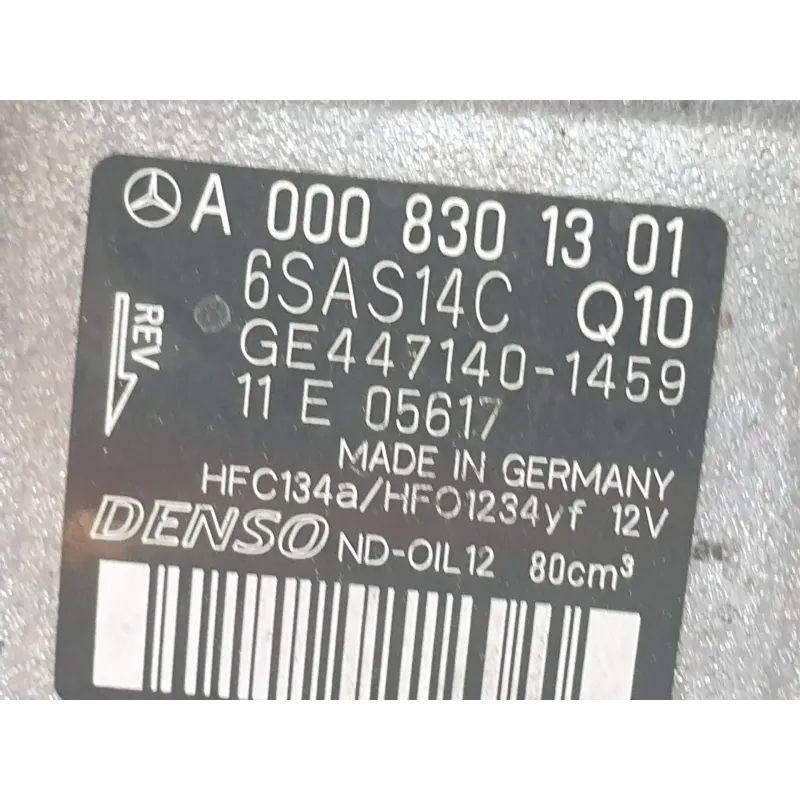 A 000 830 13 01
6SAS14C Q10
REV
GE447140-1459
11 E 05617
MADE IN GERMANY
HFC134a/HFO1234yf 12V
DENSO ND-OIL12 80cm³